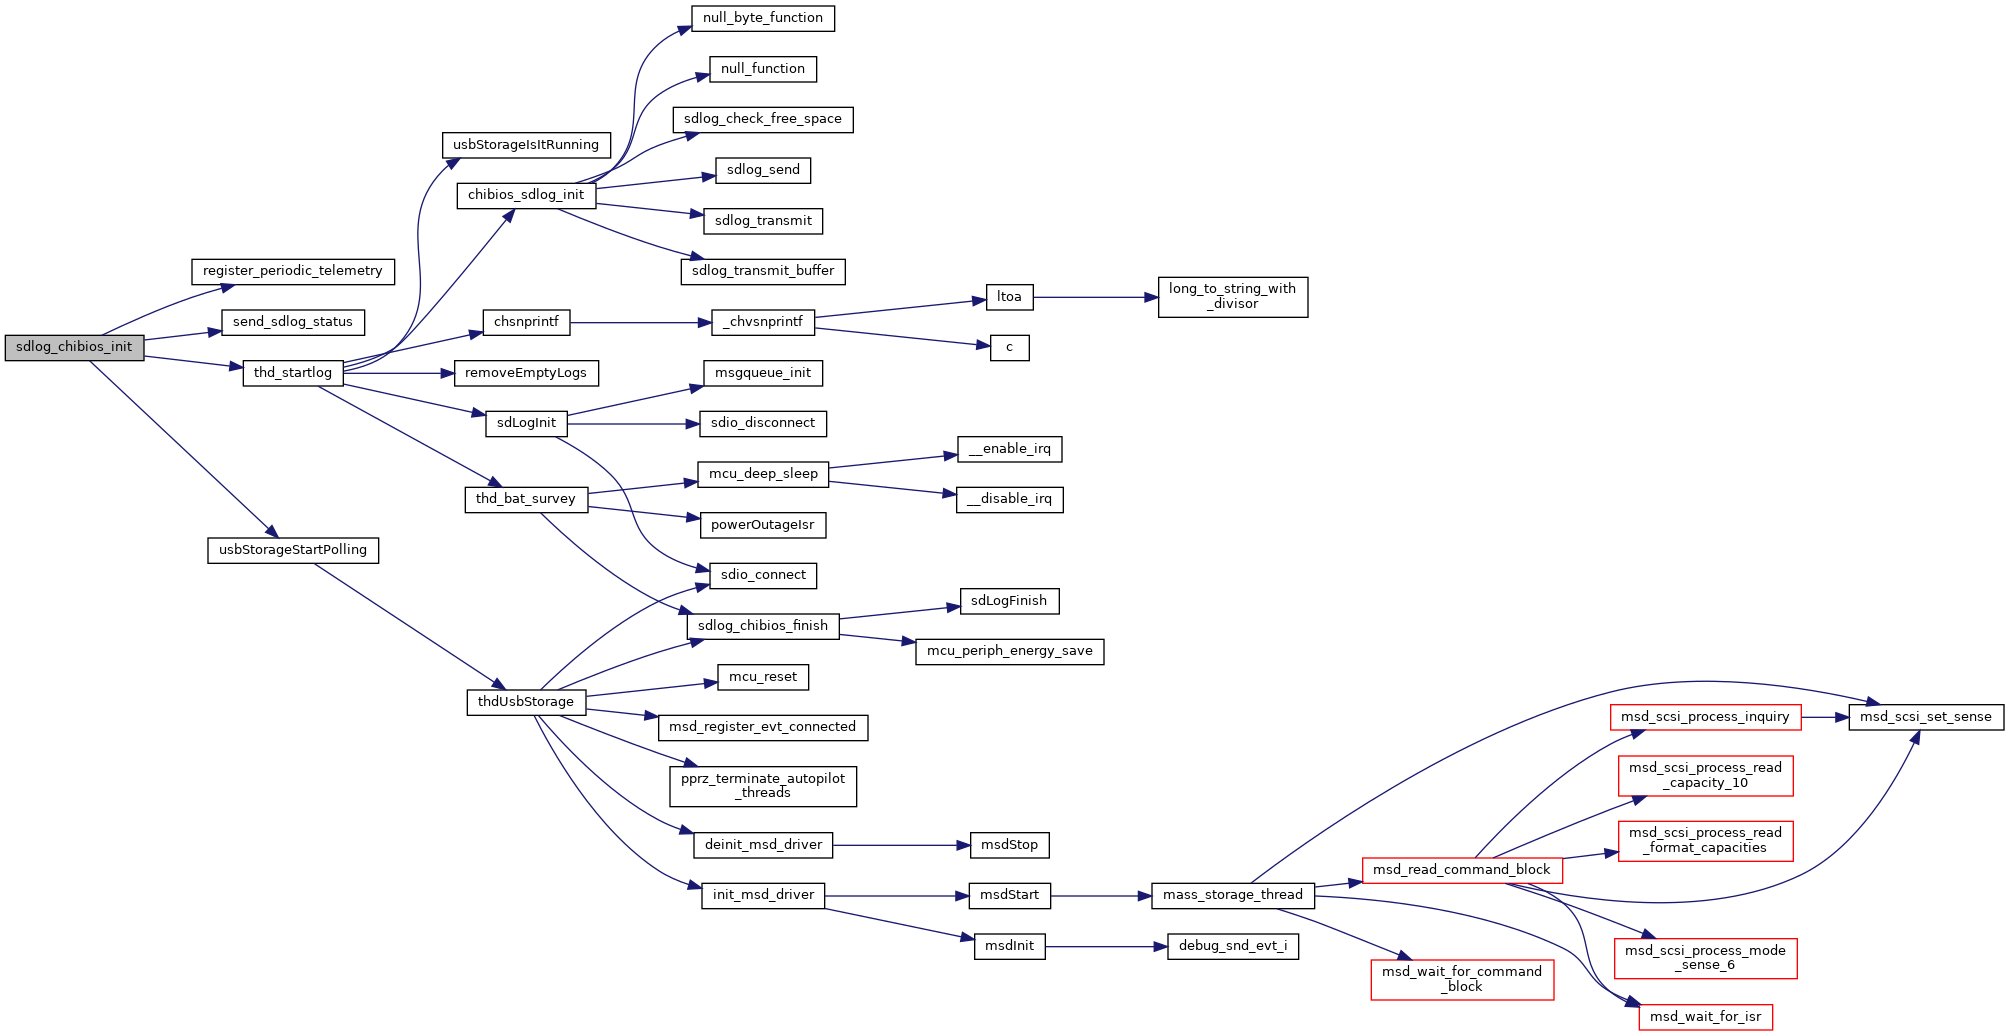 null_byte_function
null_function
sdlog_check_free_space
usbStorageIsItRunning
sdlog_send
chibios_sdlog_init
sdlog_transmit
register_periodic_telemetry
sdlog_transmit_buffer
long_to_string_with
_divisor
ltoa
send_sdlog_status
chsnprintf
_chvsnprintf
sdlog_chibios_init
c
thd_startlog
removeEmptyLogs
msgqueue_init
sdLogInit
sdio_disconnect
__enable_irq
mcu_deep_sleep
thd_bat_survey
__disable_irq
powerOutageIsr
usbStorageStartPolling
sdio_connect
sdLogFinish
sdlog_chibios_finish
mcu_periph_energy_save
mcu_reset
thdUsbStorage
msd_register_evt_connected
msd_scsi_process_inquiry
msd_scsi_set_sense
pprz_terminate_autopilot
_threads
msd_scsi_process_read
_capacity_10
deinit_msd_driver
msdStop
msd_scsi_process_read
_format_capacities
msd_read_command_block
init_msd_driver
msdStart
mass_storage_thread
msdInit
debug_snd_evt_i
msd_scsi_process_mode
_sense_6
msd_wait_for_command
_block
msd_wait_for_isr